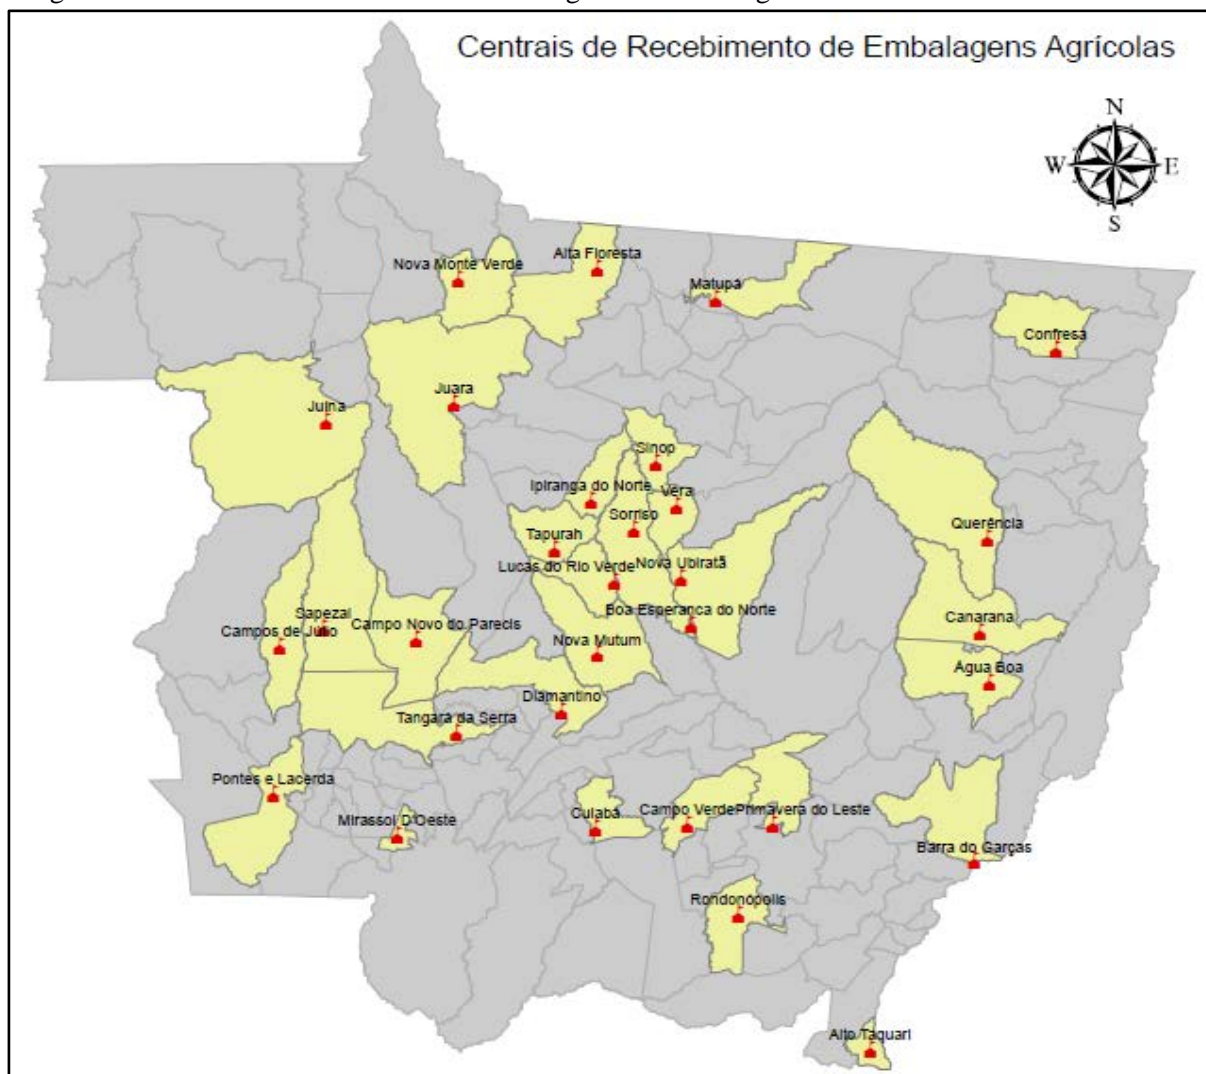 Centrais de Recebimento de Embalagens Agrícolas
N
W E
S
Alta Floresta
Nova Monte Verde
Matupá
Confresa
Juara
Juina
Sinop
Ipiranga do Norte
Vera
Sorriso
Querência
Tapurah
Lucas do Rio Verde
Nova Ubiratã
Boa Esperança do Norte
Sapezal
Campo Novo do Parecis
Campos de Júlio
Canarana
Nova Mutum
Água Boa
Diamantino
Tangará da Serra
Pontes e Lacerda
Mirassol D'Oeste
Cuiabá
Campo Verde
Primavera do Leste
Barra do Garças
Rondonópolis
Alto Taquari